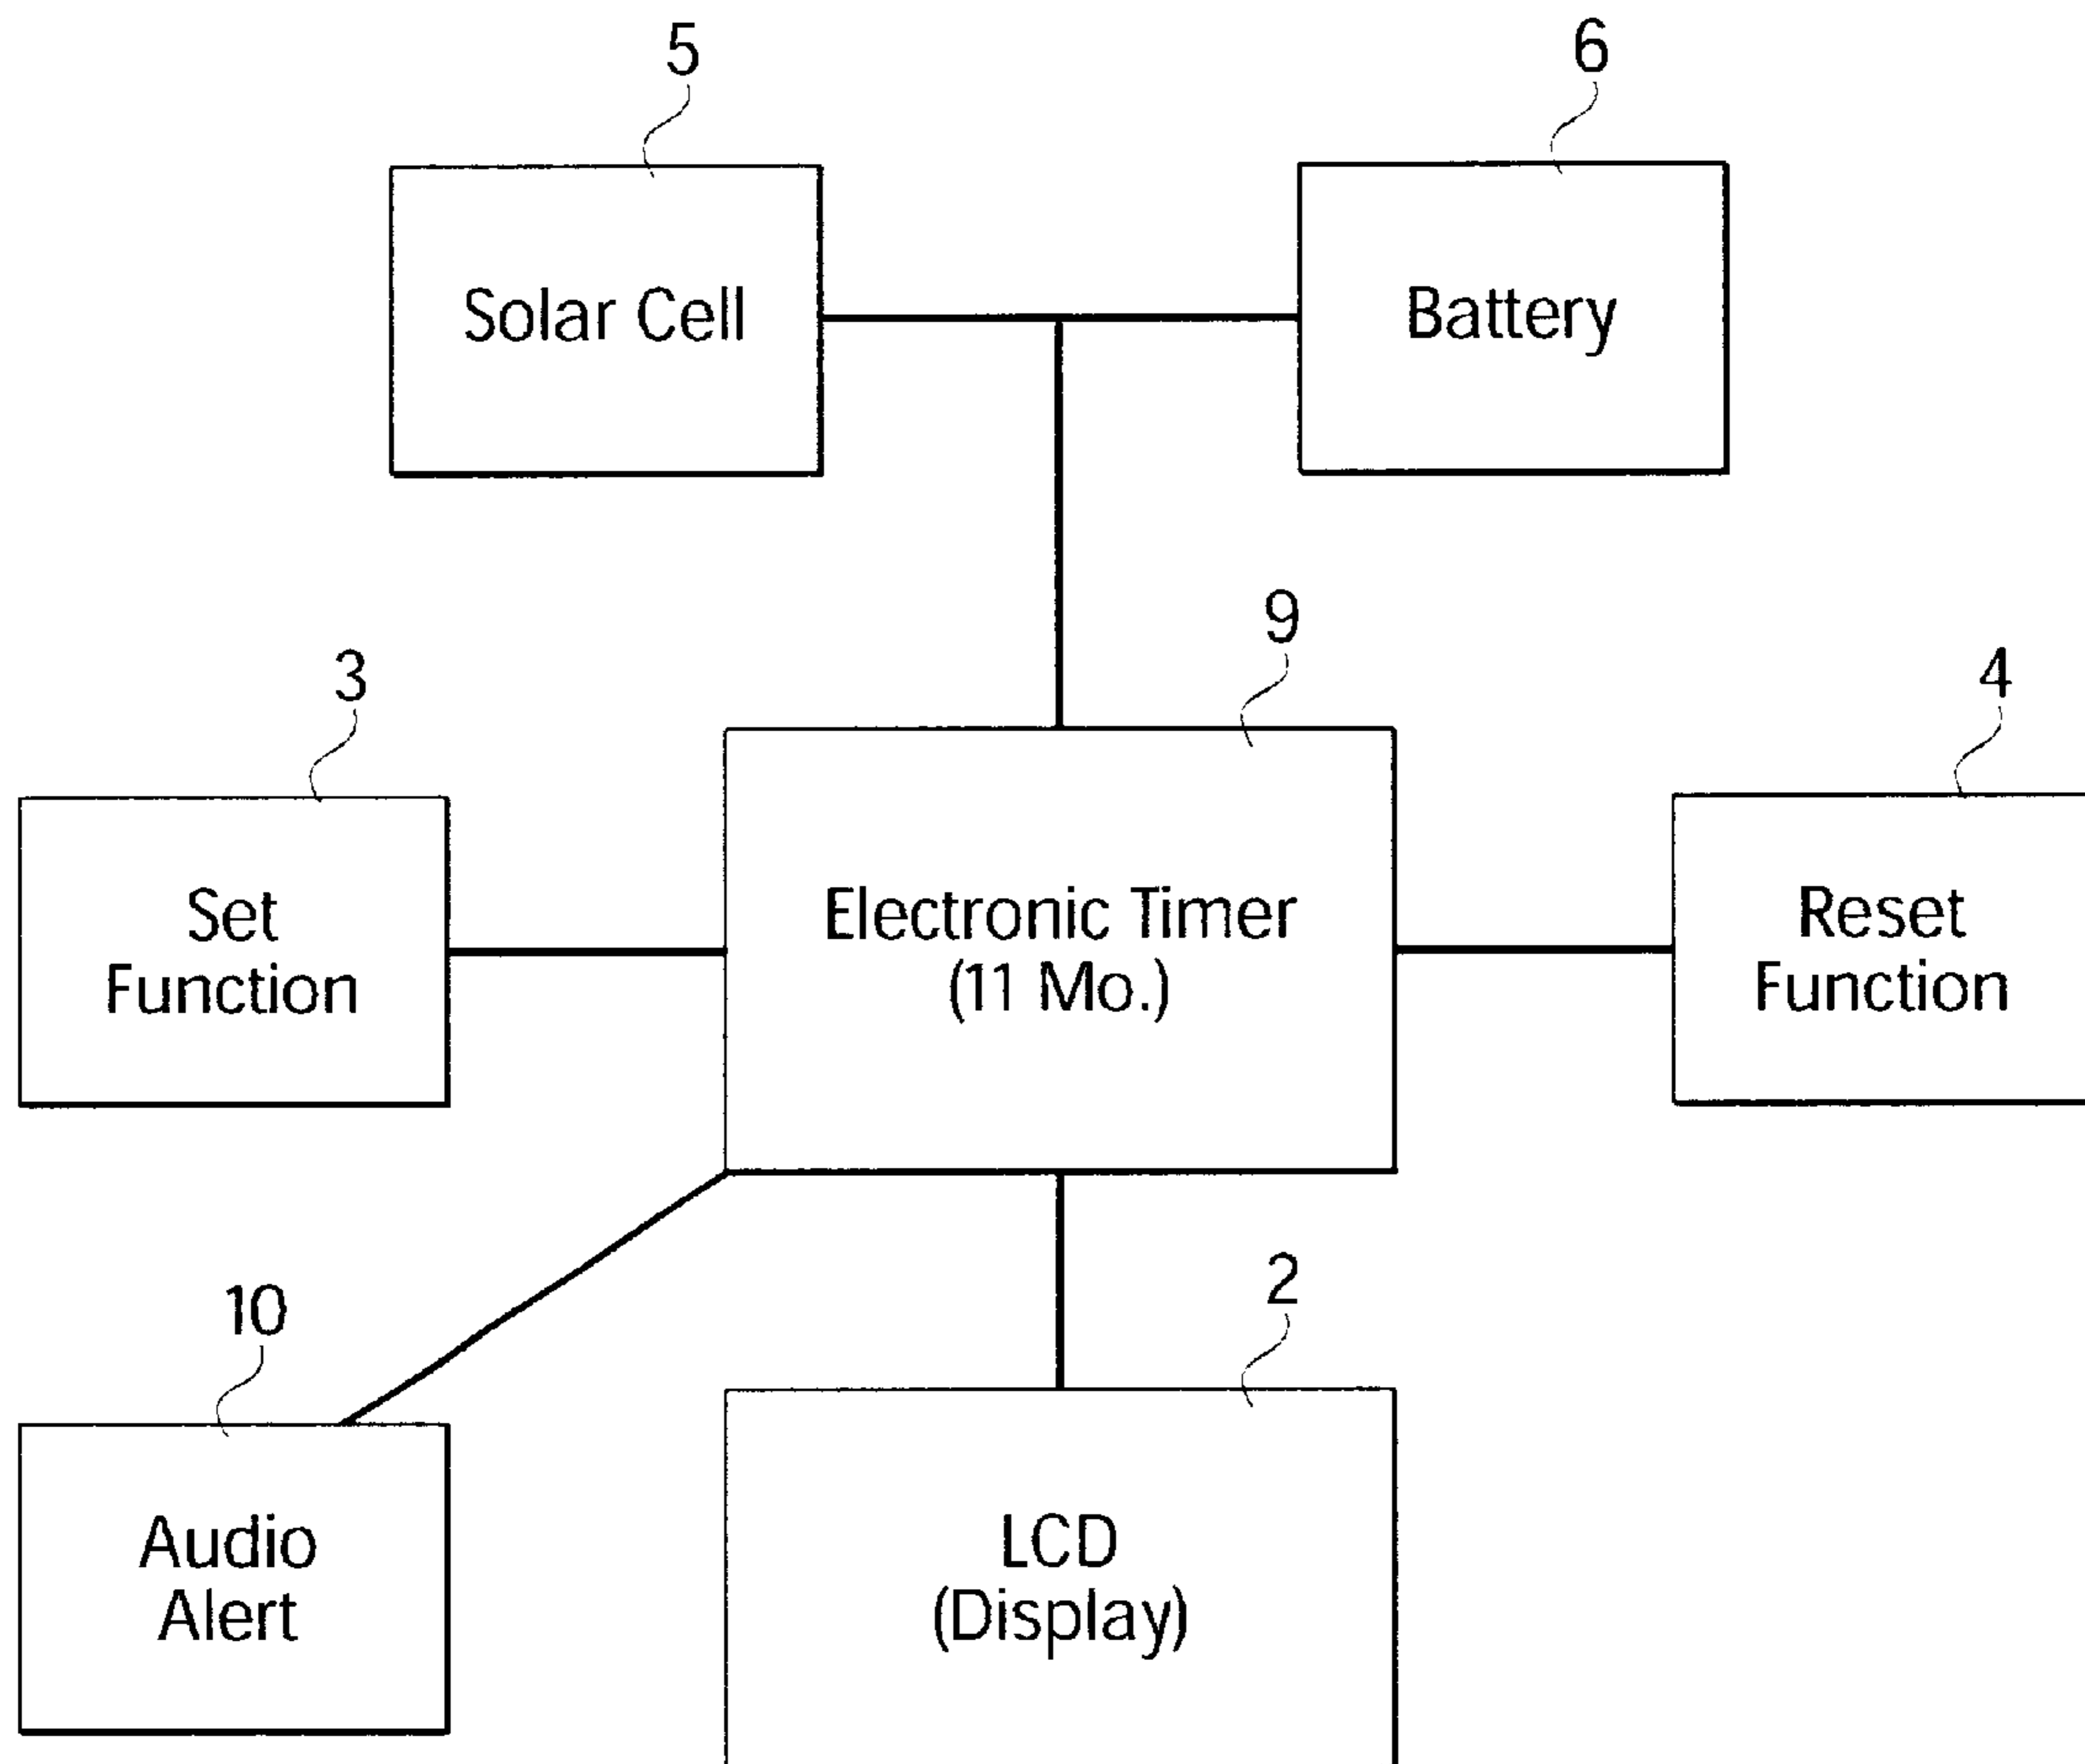 5
6
Solar Cell
Battery
9
3
4
Set
Function
Electronic Timer
(11 Mo.)
Reset
Function
10
2
Audio
Alert
LCD
(Display)